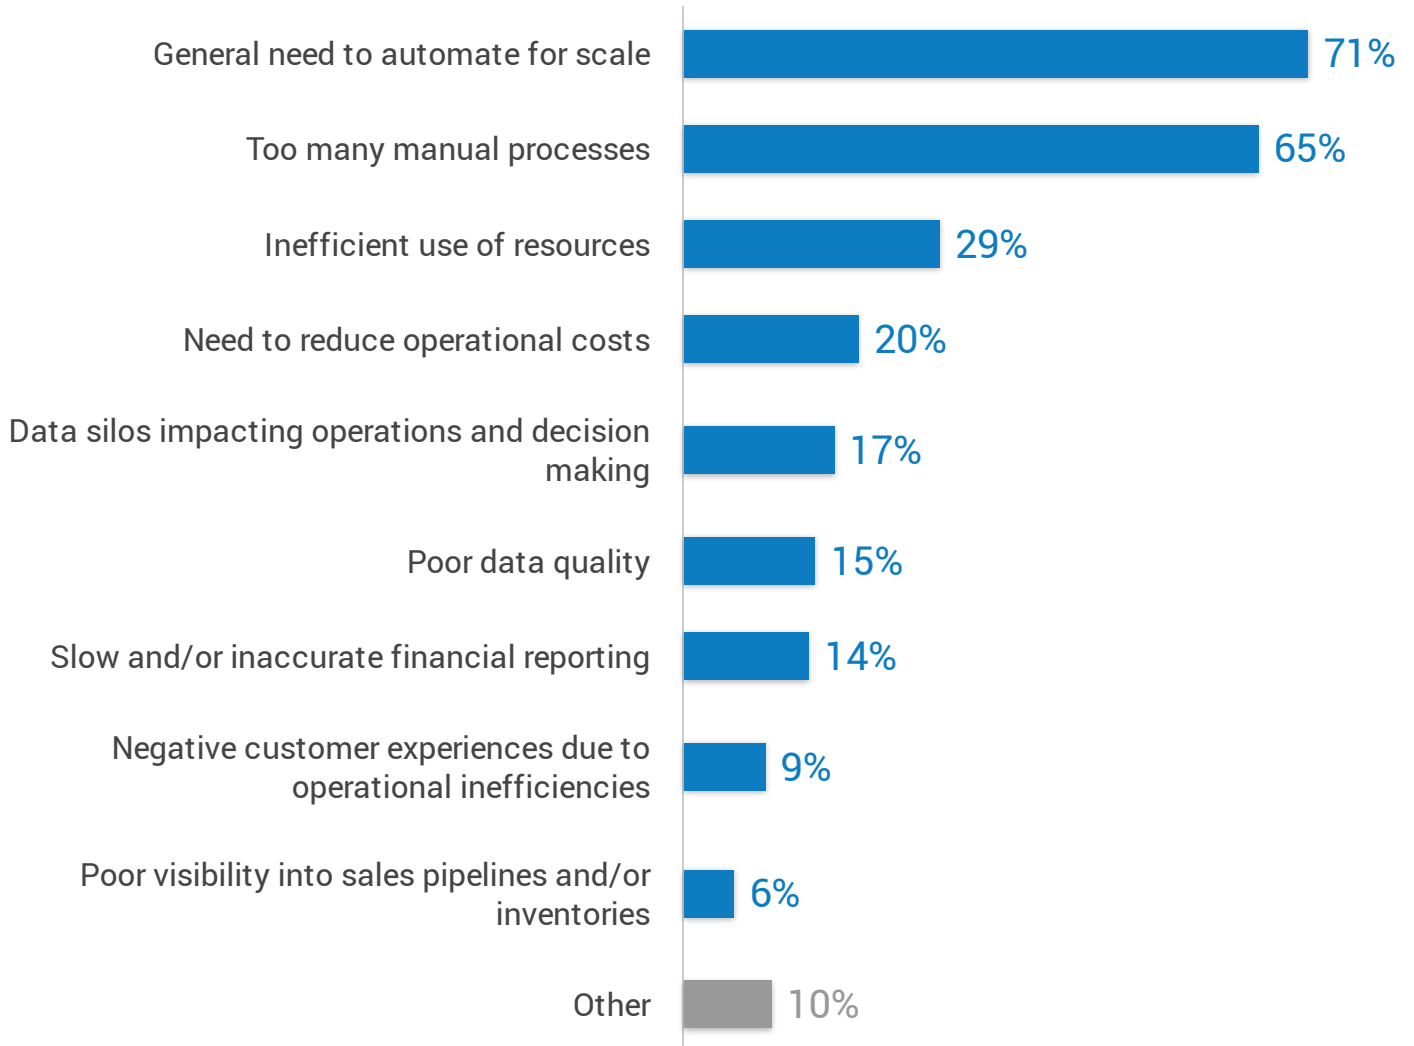 General need to automate for scale 71%
Too many manual processes 65%
Inefficient use of resources 29%
Need to reduce operational costs 20%
Data silos impacting operations and decision
making 17%
Poor data quality 15%
Slow and/or inaccurate financial reporting 14%
Negative customer experiences due to
operational inefficiencies 9%
Poor visibility into sales pipelines and/or
inventories 6%
Other 10%